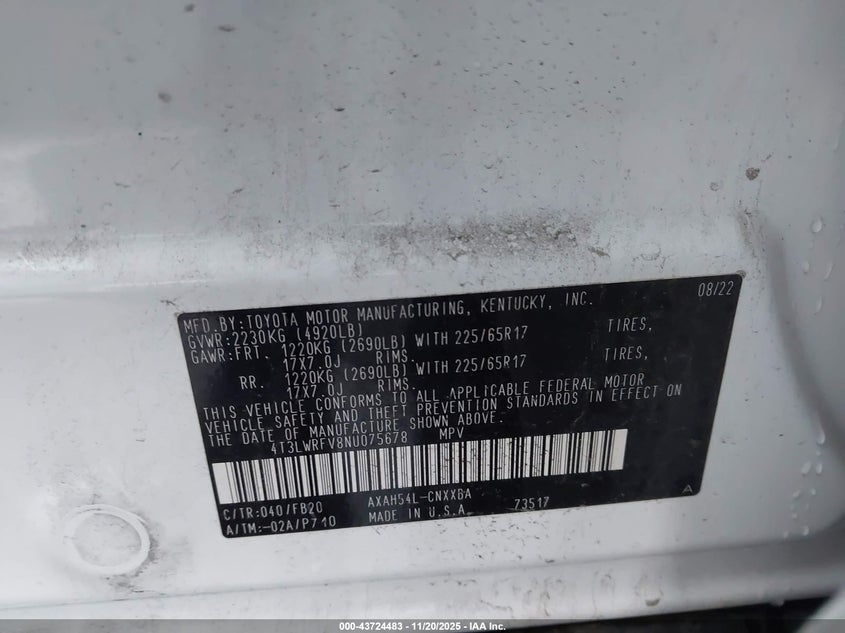 MFD.BY:TOYOTA MOTOR MANUFACTURING, KENTUCKY, INC. 08/22
GVWR:2230KG (4920LB)
GAWR:FRT. 1220KG (2690LB) WITH 225/65R17 TIRES,
17X7.0J RIMS.
RR. 1220KG (2690LB) WITH 225/65R17 TIRES,
17X7.0J RIMS.
THIS VEHICLE CONFORMS TO ALL APPLICABLE FEDERAL MOTOR
VEHICLE SAFETY AND THEFT PREVENTION STANDARDS IN EFFECT ON
THE DATE OF MANUFACTURE SHOWN ABOVE.
4T3LWRFV8NU075678 MPV
C/TR:040/FB20 AXAH54L-CNXXBA 73517 A
A/TM:-02A/P710 MADE IN U.S.A.
000-43724483 - 11/20/2025 - IAA Inc.